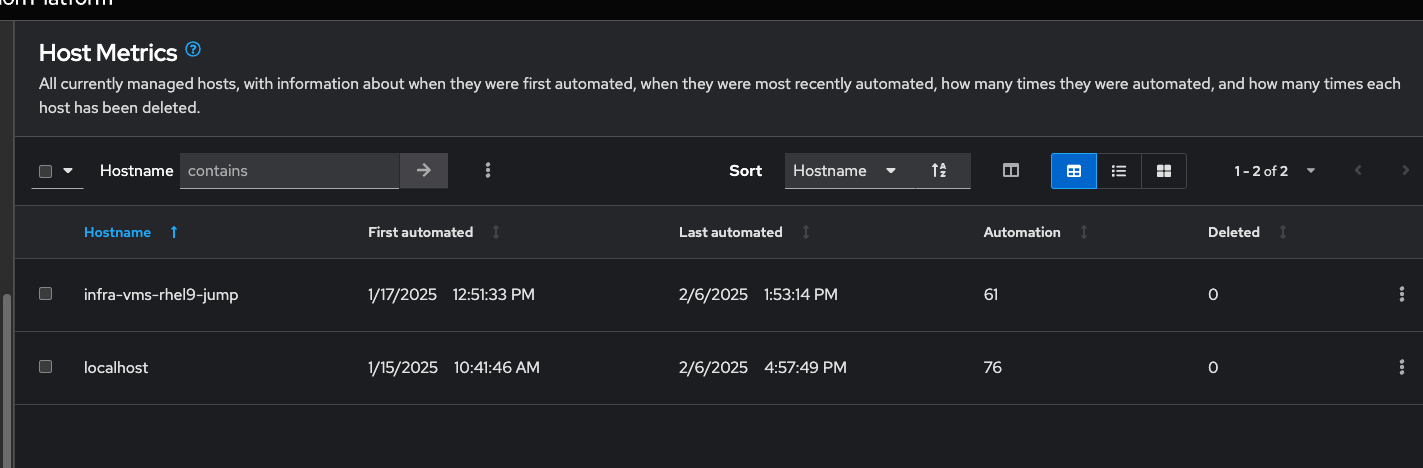 Host Metrics
All currently managed hosts, with information about when they were first automated, when they were most recently automated, how many times they were automated, and how many times each
host has been deleted.
Hostname contains Sort Hostname 1 - 2 of 2
Hostname First automated Last automated Automation Deleted
infra-vms-rhel9-jump 1/17/2025 12:51:33 PM 2/6/2025 1:53:14 PM 61 0
localhost 1/15/2025 10:41:46 AM 2/6/2025 4:57:49 PM 76 0